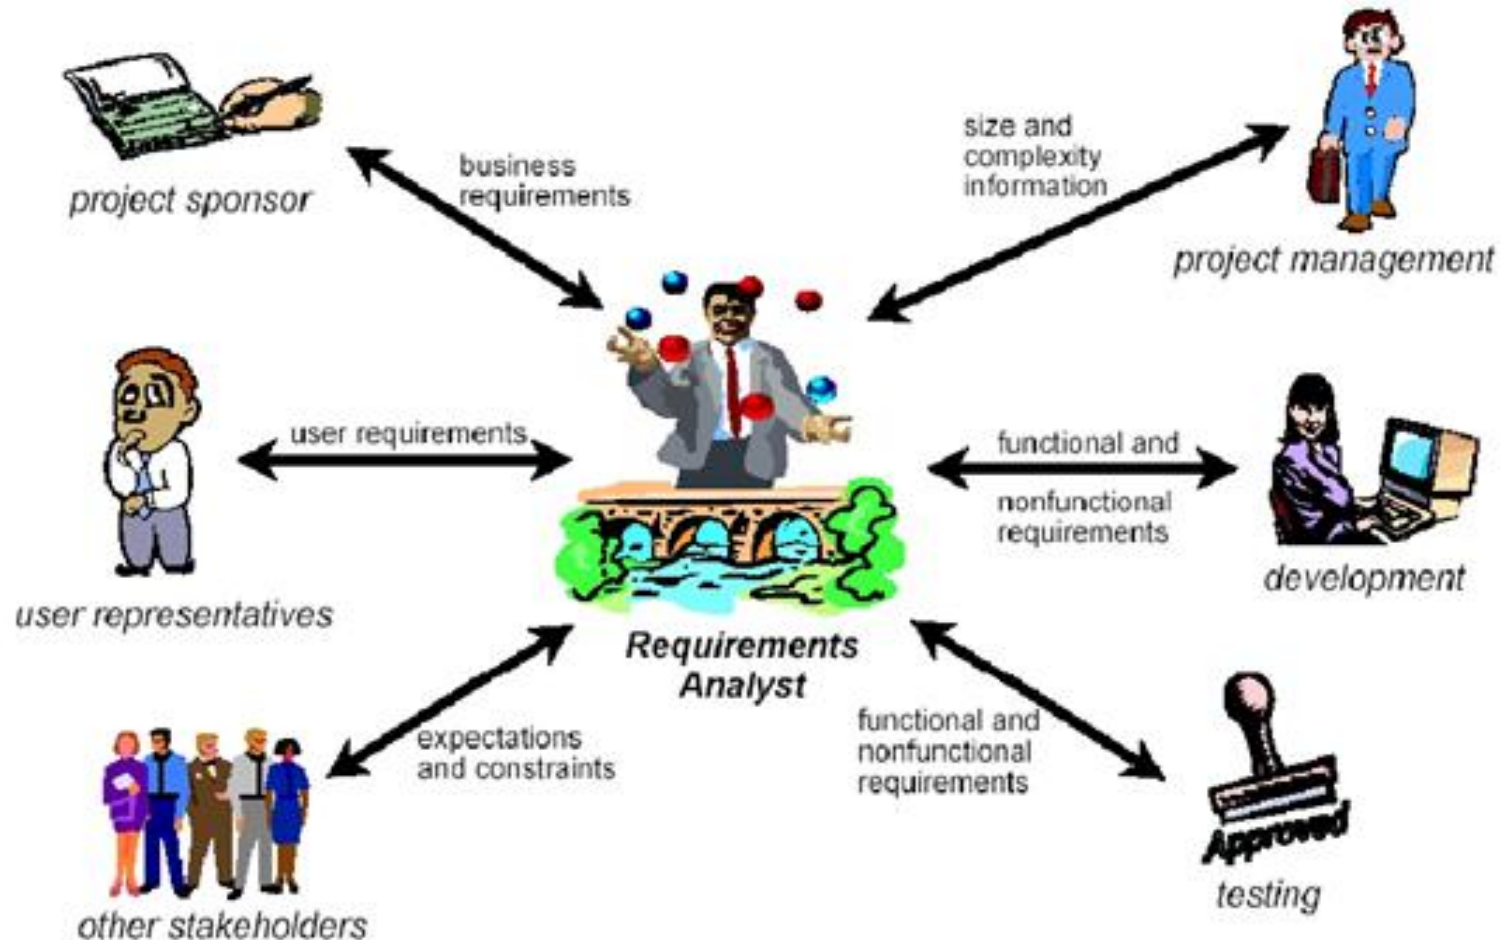 project sponsor
business
requirements
size and
complexity
information
project management
user requirements
functional and
nonfunctional
requirements
user representatives
development
Requirements
Analyst
expectations
and constraints
functional and
nonfunctional
requirements
Approved
other stakeholders
testing